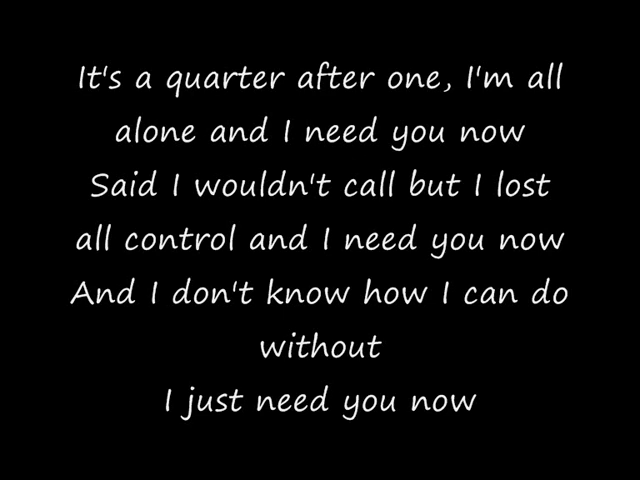 It's a quarter after one, I'm all
alone and I need you now
Said I wouldn't call but I lost
all control and I need you now
And I don't know how I can do
without
I just need you now